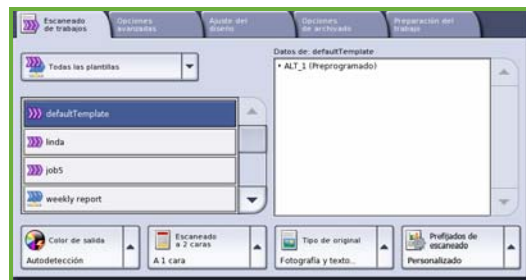 Escaneado
de trabajos
Opciones
avanzadas
Ajuste del
diseño
Opciones
de archivado
Preparación del
trabajo
Todas las plantillas
Datos de: defaultTemplate
• ALT_1 (Preprogramado)
defaultTemplate
linda
job5
weekly report
Color de salida
Autodetección
Escaneado
a 2 caras
A 1 cara
Tipo de original
Fotografía y texto...
Prefijados de
escaneado
Personalizado